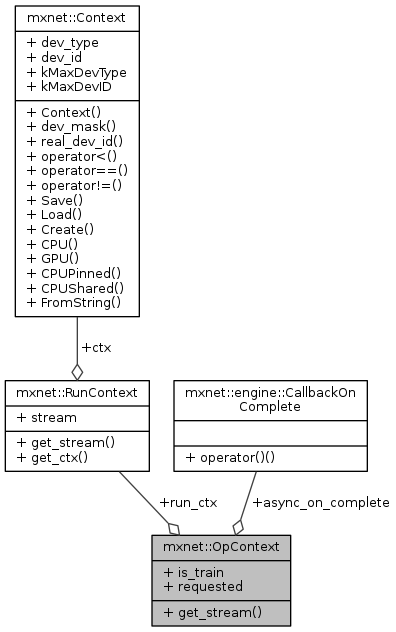 mxnet::Context
+ dev_type
+ dev_id
+ kMaxDevType
+ kMaxDevID
+ Context()
+ dev_mask()
+ real_dev_id()
+ operator<()
+ operator==()
+ operator!=()
+ Save()
+ Load()
+ Create()
+ CPU()
+ GPU()
+ CPUPinned()
+ CPUShared()
+ FromString()
+ctx
mxnet::RunContext
+ stream
+ get_stream()
+ get_ctx()
mxnet::engine::CallbackOn
Complete
+ operator()()
+run_ctx
+async_on_complete
mxnet::OpContext
+ is_train
+ requested
+ get_stream()